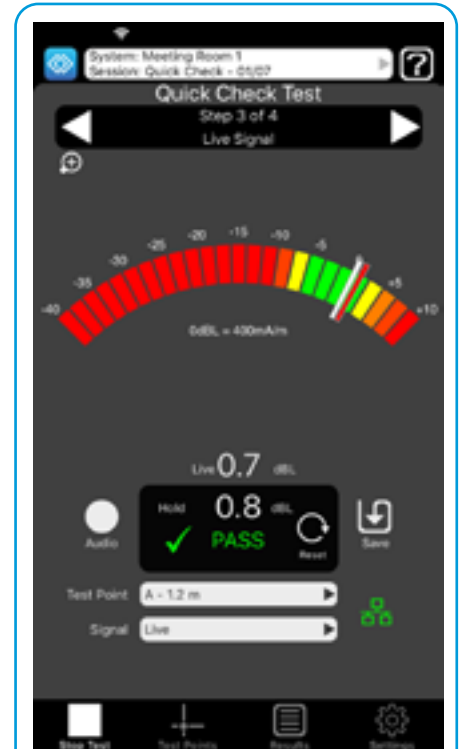 System: Meeting Room 1
Session: Quick Check - 01/07
?
Quick Check Test
Step 3 of 4
Live Signal
-40
-35
-30
-25
-20
-15
-10
-5
+5
+10
0dBL = 400mA/m
Live 0.7 dBL
Hold 0.8 dBL
PASS
Reset
Audio
Save
Test Point A - 1.2 m
Signal Live
Stop Test Test Points Results